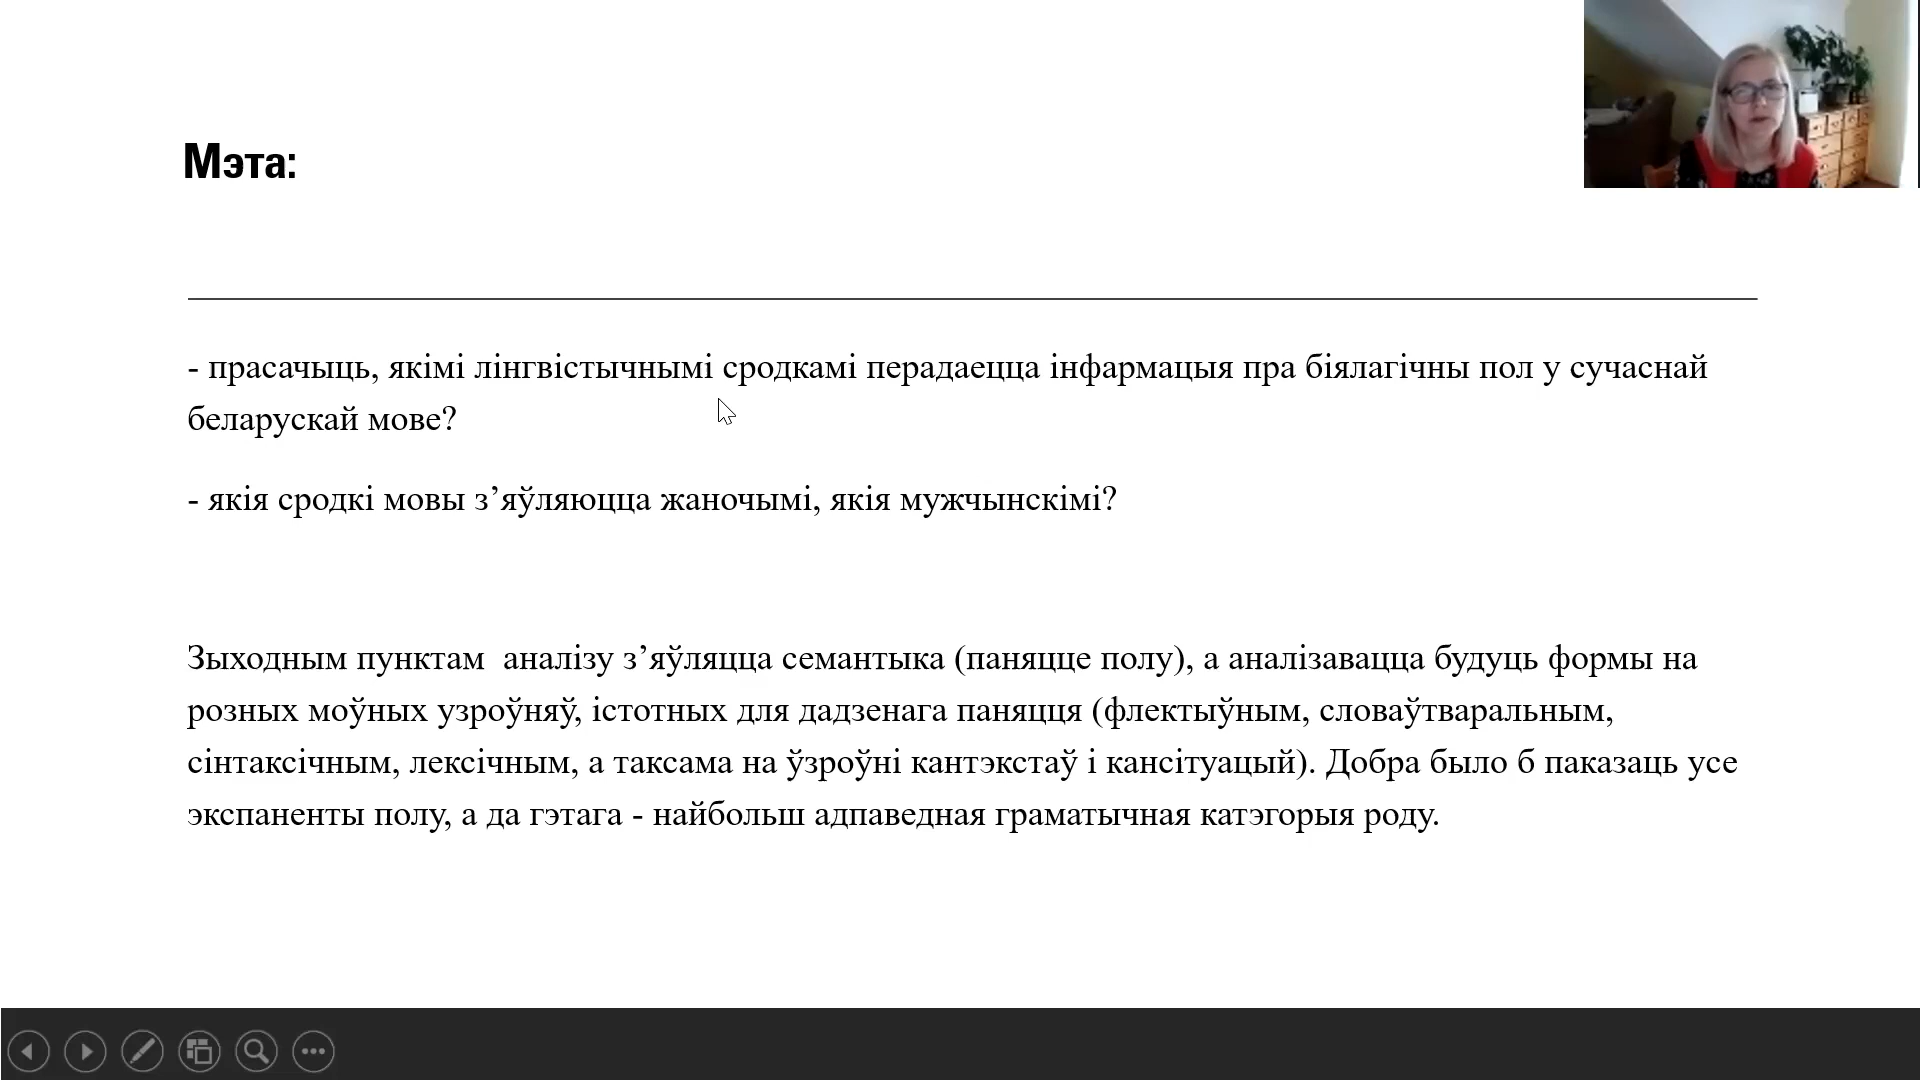 Мэта:
- прасачыць, якімі лінгвістычнымі сродкамі перадаецца інфармацыя пра біялагічны пол у сучаснай
беларускай мове?
- якія сродкі мовы з’яўляюцца жаночымі, якія мужчынскімі?
Зыходным пунктам  аналізу з’яўляцца семантыка (паняцце полу), а аналізавацца будуць формы на
розных моўных узроўняў, істотных для дадзенага паняцця (флектыўным, словаўтваральным,
сінтаксічным, лексічным, а таксама на ўзроўні кантэкстаў і кансітуацый). Добра было б паказаць усе
экспаненты полу, а да гэтага - найбольш адпаведная граматычная катэгорыя роду.